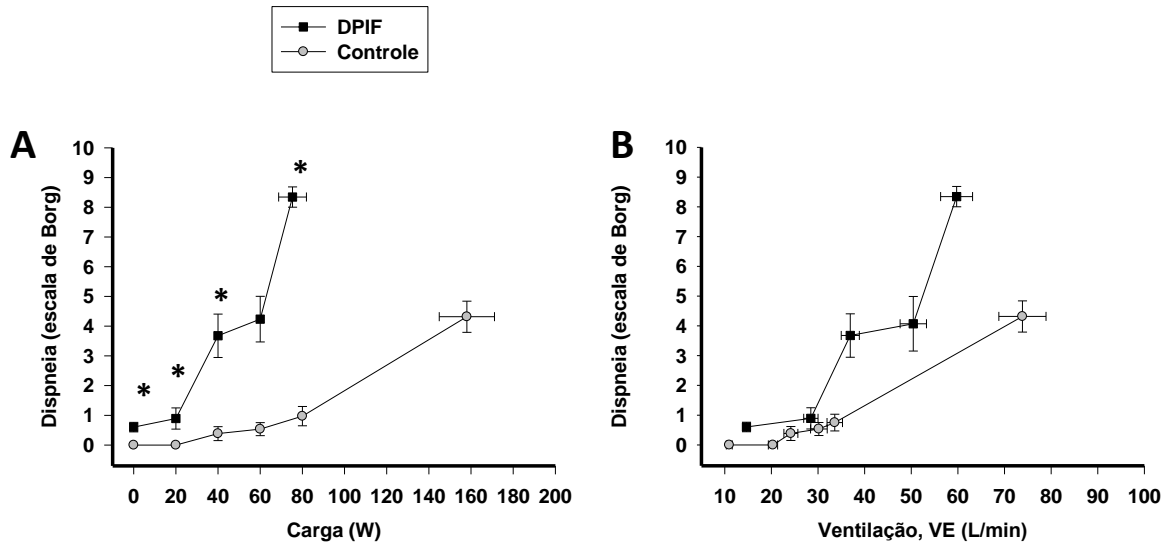 DPIF
Controle
A
10
9
8
7
6
5
4
3
2
1
0
Dispneia (escala de Borg)
*
*
*
*
0 20 40 60 80 100 120 140 160 180 200
Carga (W)
B
10
9
8
7
6
5
4
3
2
1
0
Dispneia (escala de Borg)
10 20 30 40 50 60 70 80 90 100
Ventilação, VE (L/min)